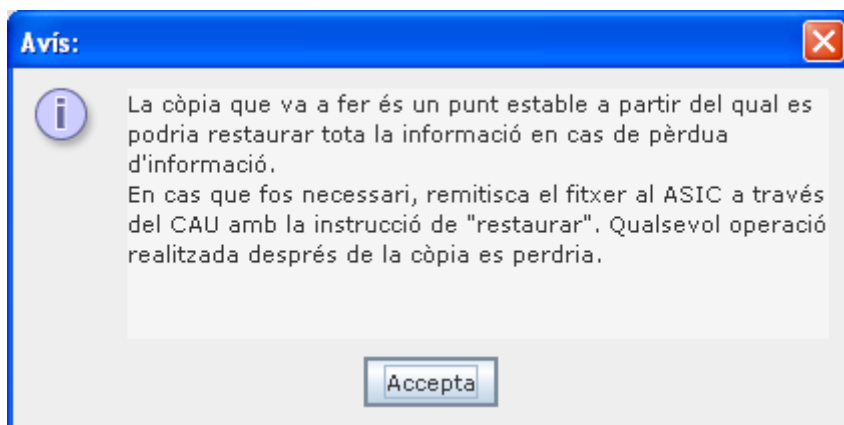 Avís:
La còpia que va a fer és un punt estable a partir del qual es
podria restaurar tota la informació en cas de pèrdua
d'informació.
En cas que fos necessari, remitisca el fitxer al ASIC a través
del CAU amb la instrucció de "restaurar". Qualsevol operació
realitzada després de la còpia es perdria.
Accepta